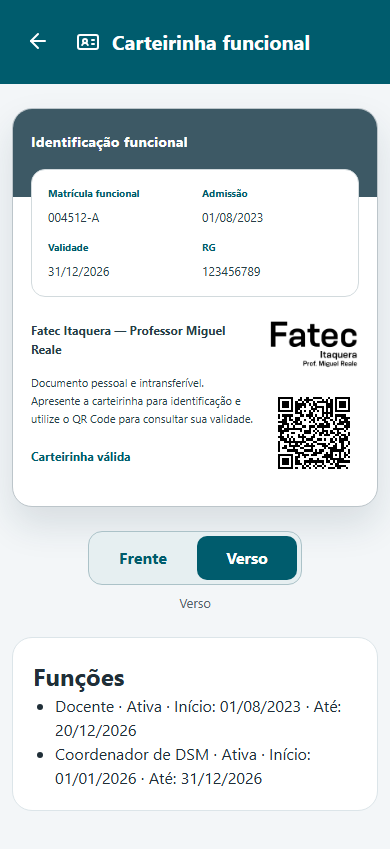 Carteirinha funcional
Identificação funcional
Matrícula funcional
Admissão
004512-A
01/08/2023
Validade
RG
31/12/2026
123456789
Fatec Itaquera — Professor Miguel
Reale
Fatec
Itaquera
Prof. Miguel Reale
Documento pessoal e intransferível.
Apresente a carteirinha para identificação e
utilize o QR Code para consultar sua validade.
Carteirinha válida
Frente
Verso
Verso
Funções
• Docente · Ativa · Início: 01/08/2023 · Até:
20/12/2026
• Coordenador de DSM · Ativa · Início:
01/01/2026 · Até: 31/12/2026